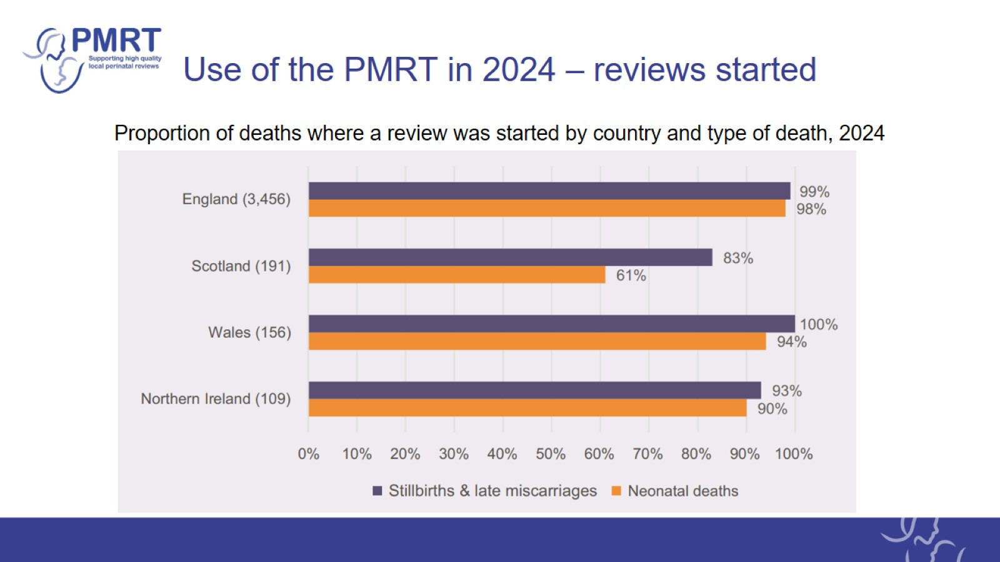 PMRT
Supporting high quality
local perinatal reviews
Use of the PMRT in 2024 – reviews started
Proportion of deaths where a review was started by country and type of death, 2024
England (3,456)
99%
98%
Scotland (191)
83%
61%
Wales (156)
100%
94%
Northern Ireland (109)
93%
90%
0% 10% 20% 30% 40% 50% 60% 70% 80% 90% 100%
Stillbirths & late miscarriages Neonatal deaths